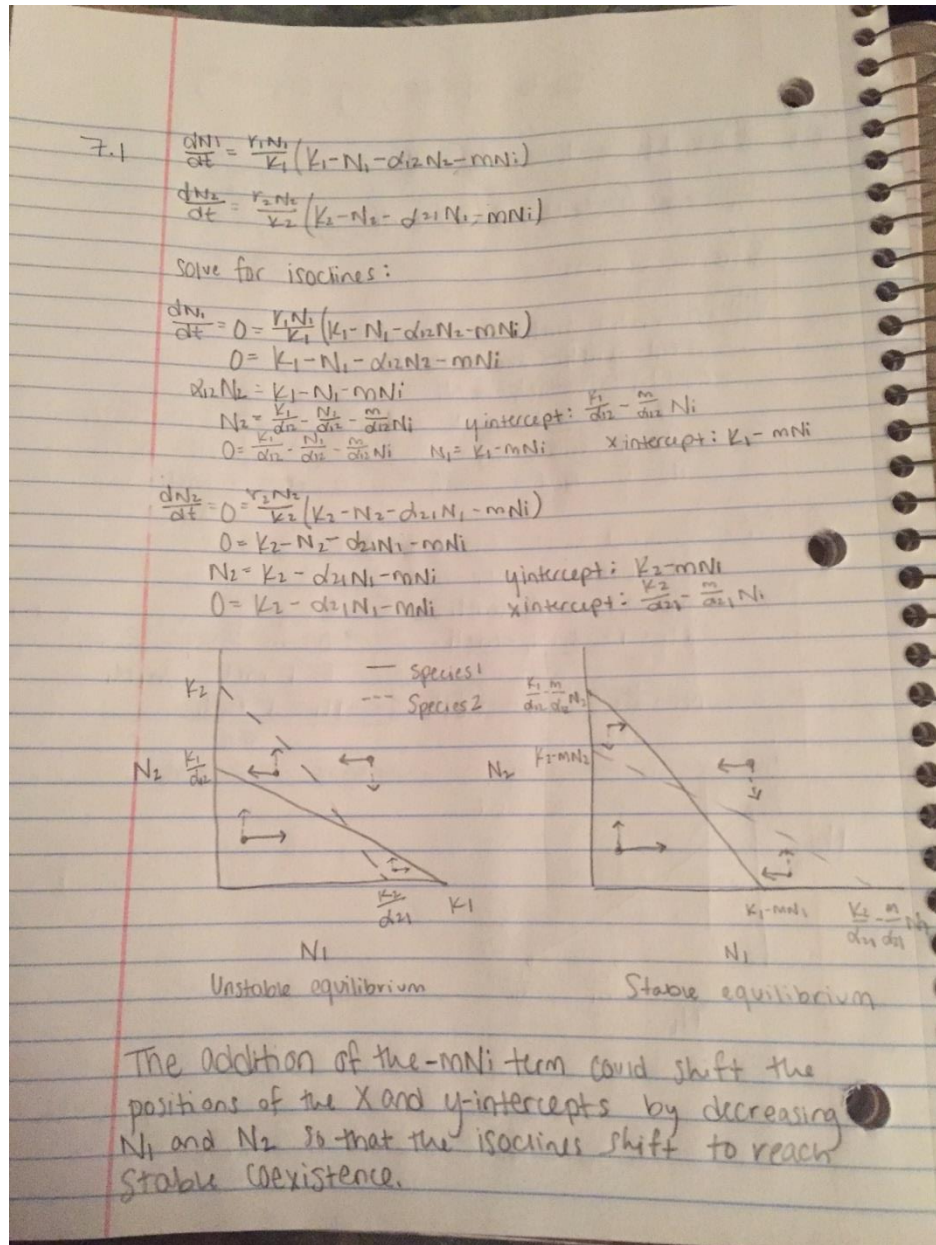 7.1 dN1/dt = r1N1/K1 (K1-N1-α12N2-mNi)
dN2/dt = r2N2/K2 (K2-N2-α21N1-mNi)
solve for isoclines:
dN1/dt = 0 = r1N1/K1 (K1-N1-α12N2-mNi)
0 = K1-N1-α12N2-mNi
α12N2 = K1-N1-mNi
N2 = K1/α12 - N1/α12 - m/α12 Ni y intercept: K1/α12 - m/α12 Ni
0 = K1/α12 - N1/α12 - m/α12 Ni N1 = K1-mNi x intercept: K1-mNi
dN2/dt = 0 = r2N2/K2 (K2-N2-α21N1-mNi)
0 = K2-N2-α21N1-mNi
N2 = K2-α21N1-mNi y intercept: K2-mNi
0 = K2-α21N1-mNi x intercept: K2/α21 - m/α21 Ni
— Species 1
--- Species 2
K2
N2 K1/α12
K2/α21 K1
N1
Unstable equilibrium
K1/α12 - m/α12 N2
N2 K2-mN2
K1-mN1 K2/α21 - m/α21
N1
Stable equilibrium
The addition of the -mNi term could shift the
positions of the X and y-intercepts by decreasing
N1 and N2 so that the isoclines shift to reach
stable coexistence.